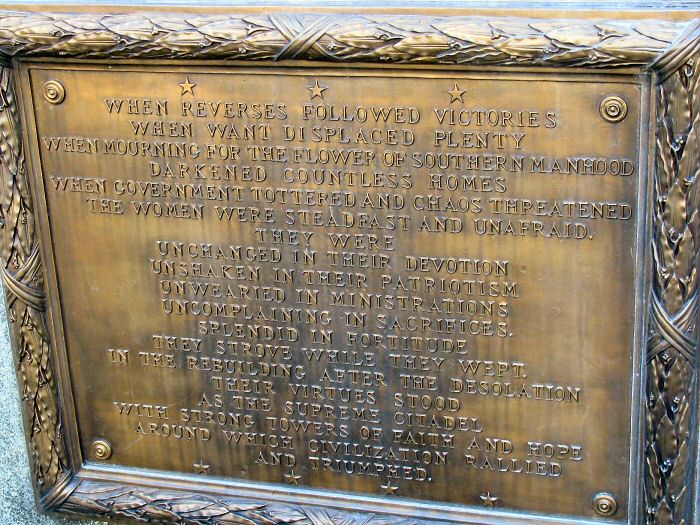 WHEN REVERSES FOLLOWED VICTORIES
WHEN WANT DISPLACED PLENTY
WHEN MOURNING FOR THE FLOWER OF SOUTHERN MANHOOD
DARKENED COUNTLESS HOMES
WHEN GOVERNMENT TOTTERED AND CHAOS THREATENED
THE WOMEN WERE STEADFAST AND UNAFRAID.
THEY WERE
UNCHANGED IN THEIR DEVOTION
UNSHAKEN IN THEIR PATRIOTISM
UNWEARIED IN MINISTRATIONS
UNCOMPLAINING IN SACRIFICES.
SPLENDID IN FORTITUDE
THEY STROVE WHILE THEY WEPT.
IN THE REBUILDING AFTER THE DESOLATION
THEIR VIRTUES STOOD
AS THE SUPREME CITADEL
WITH STRONG TOWERS OF FAITH AND HOPE
AROUND WHICH CIVILIZATION RALLIED
AND TRIUMPHED.